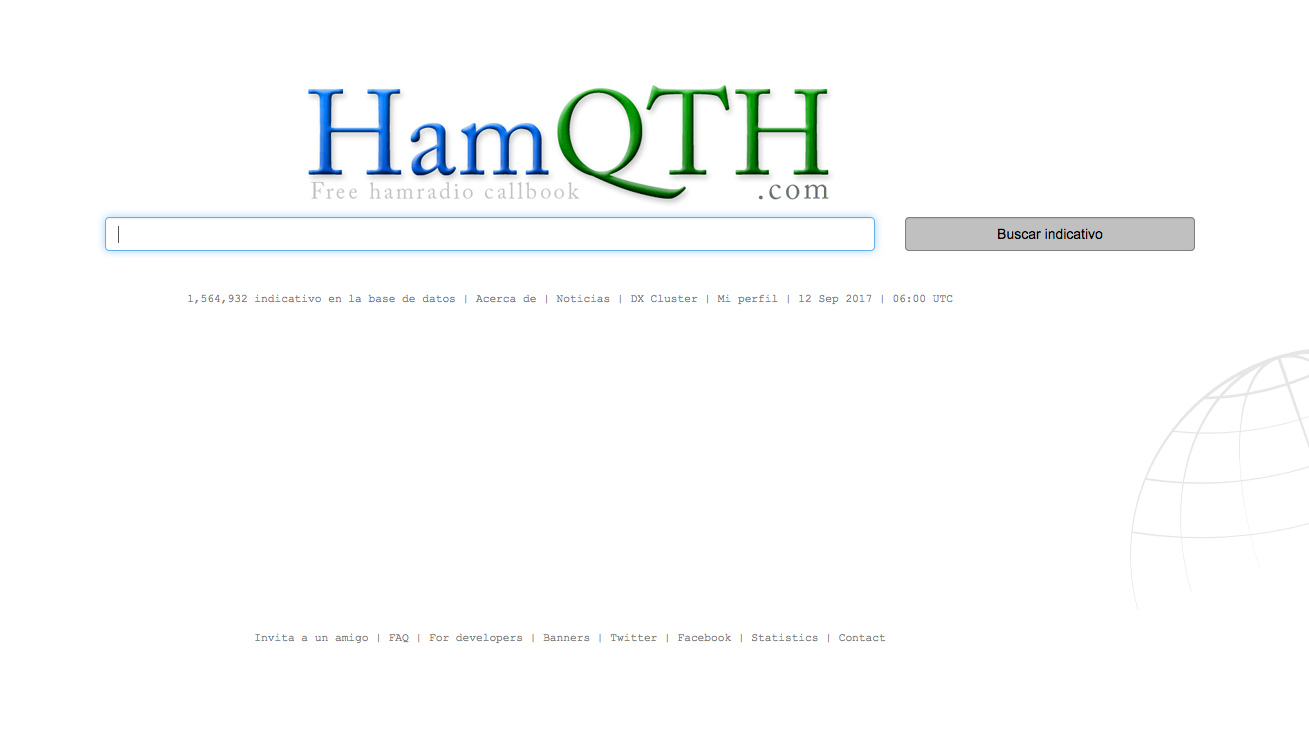 HamQTH
Free hamradio callbook .com
Buscar indicativo
1,564,932 indicativo en la base de datos | Acerca de | Noticias | DX Cluster | Mi perfil | 12 Sep 2017 | 06:00 UTC
Invita a un amigo | FAQ | For developers | Banners | Twitter | Facebook | Statistics | Contact